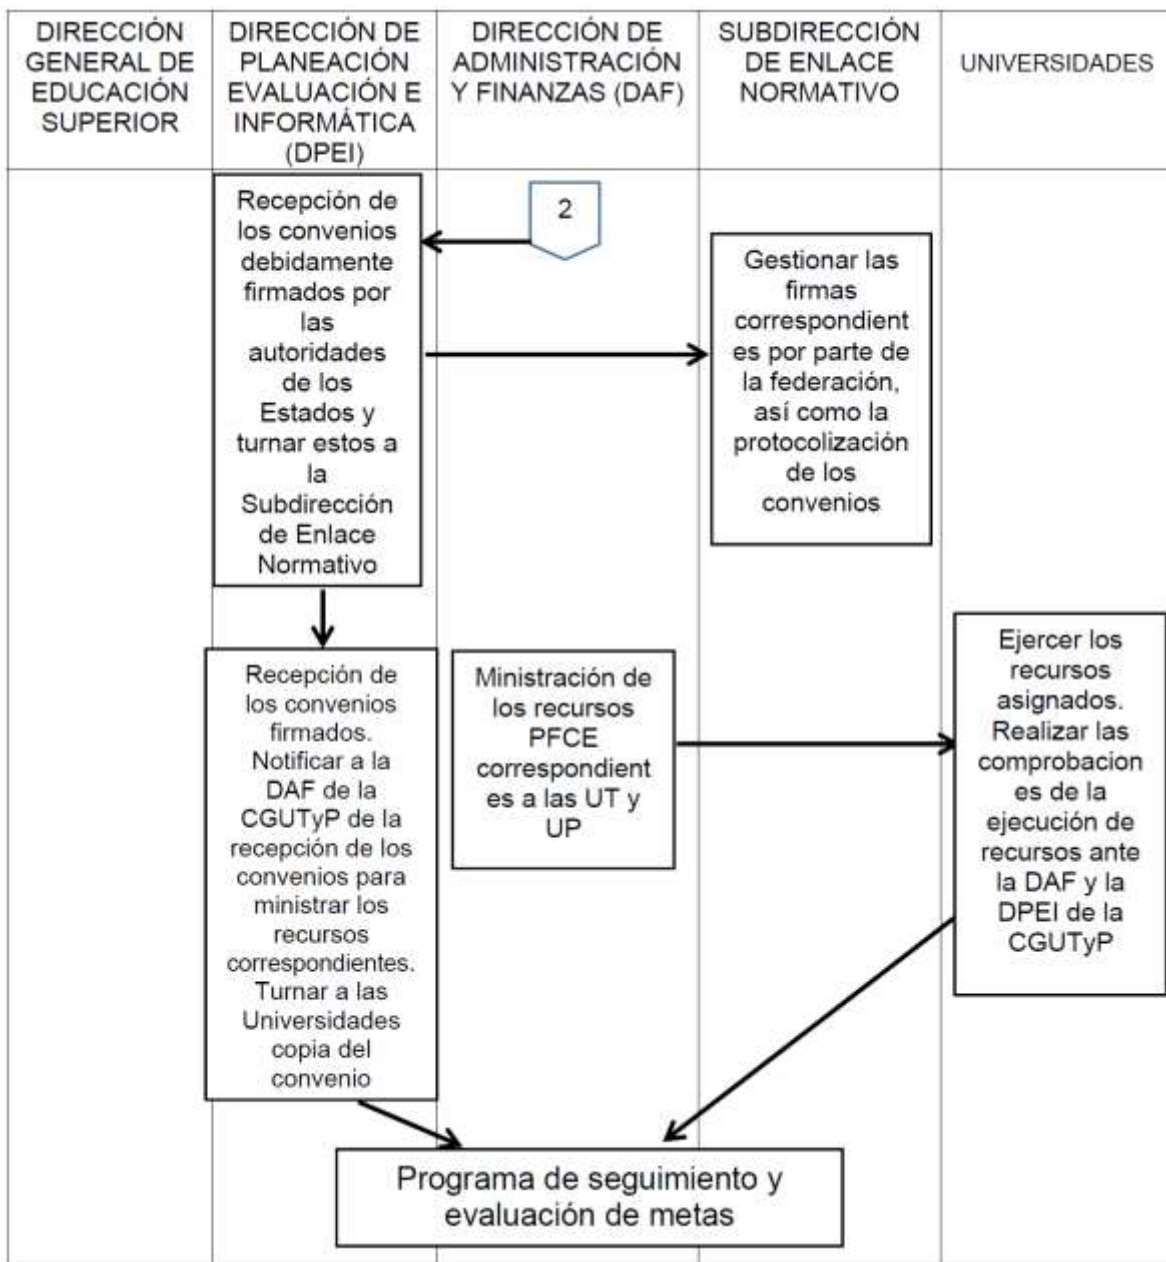 DIRECCIÓN
GENERAL DE
EDUCACIÓN
SUPERIOR
DIRECCIÓN DE
PLANEACIÓN
EVALUACIÓN E
INFORMÁTICA
(DPEI)
DIRECCIÓN DE
ADMINISTRACIÓN
Y FINANZAS (DAF)
SUBDIRECCIÓN
DE ENLACE
NORMATIVO
UNIVERSIDADES
Recepción de
los convenios
debidamente
firmados por
las
autoridades
de los
Estados y
turnar estos a
la
Subdirección
de Enlace
Normativo
2
Gestionar las
firmas
correspondient
es por parte de
la federación,
así como la
protocolización
de los
convenios
Recepción de
los convenios
firmados.
Notificar a la
DAF de la
CGUTyP de la
recepción de los
convenios para
ministrar los
recursos
correspondientes.
Turnar a las
Universidades
copia del
convenio
Ministración de
los recursos
PFCE
correspondient
es a las UT y
UP
Ejercer los
recursos
asignados.
Realizar las
comprobacion
es de la
ejecución de
recursos ante
la DAF y la
DPEI de la
CGUTyP
Programa de seguimiento y
evaluación de metas